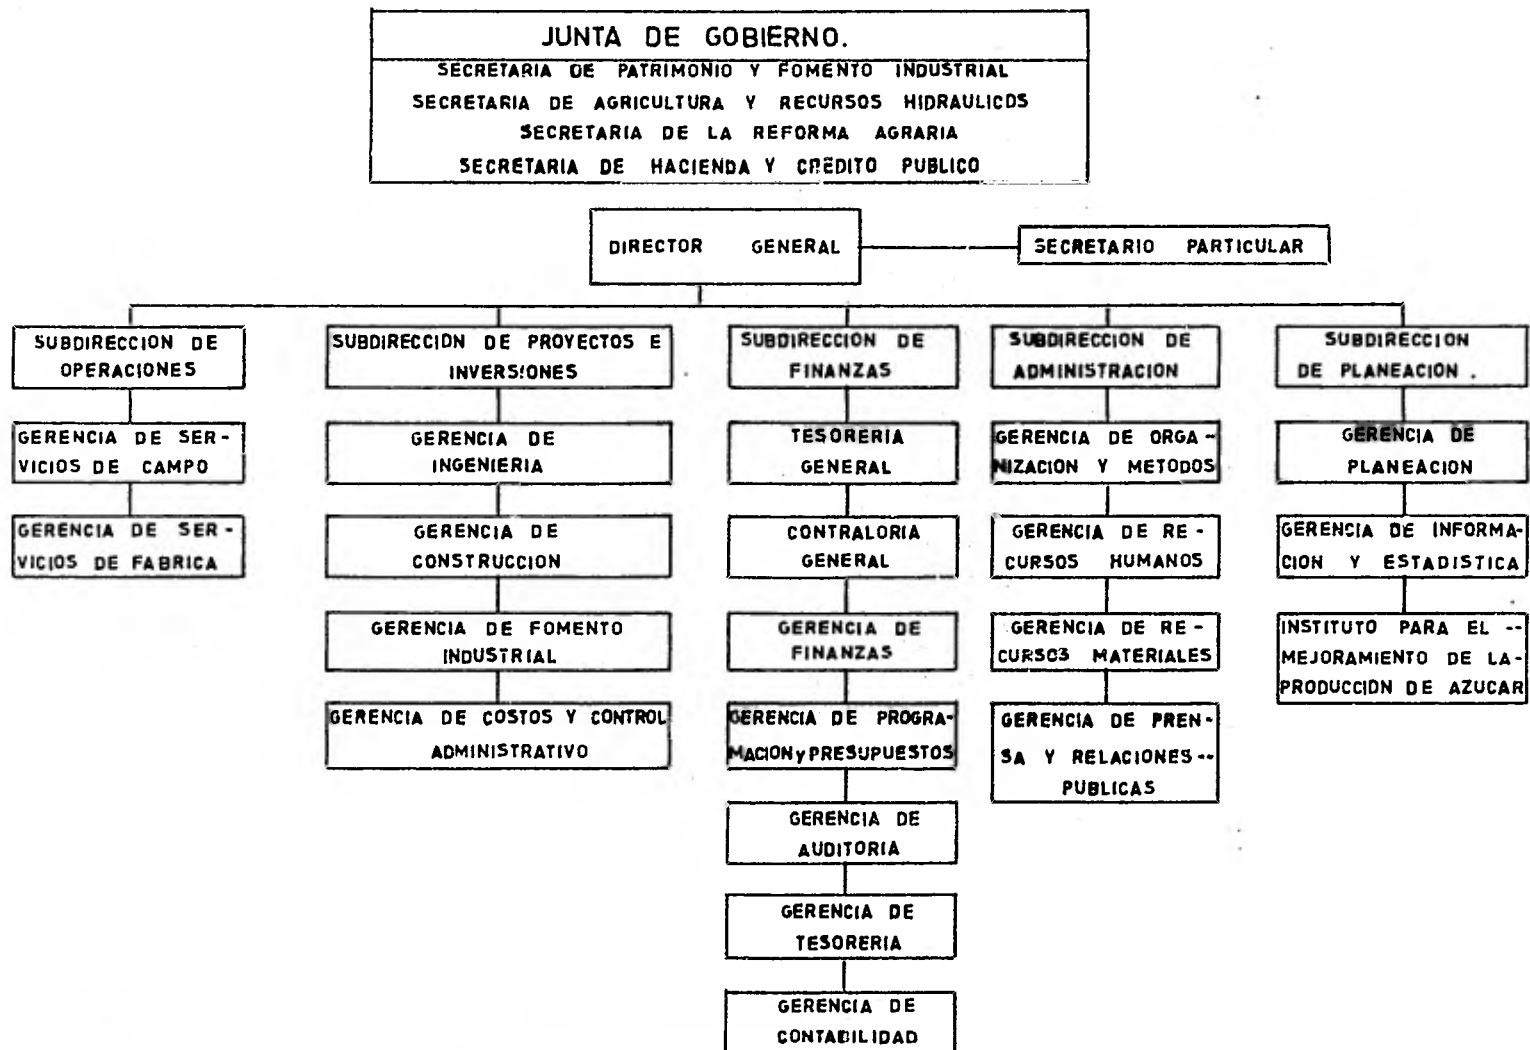 JUNTA DE GOBIERNO.
SECRETARIA DE PATRIMONIO Y FOMENTO INDUSTRIAL
SECRETARIA DE AGRICULTURA Y RECURSOS HIDRAULICOS
SECRETARIA DE LA REFORMA AGRARIA
SECRETARIA DE HACIENDA Y CREDITO PUBLICO
DIRECTOR GENERAL
SECRETARIO PARTICULAR
SUBDIRECCION DE
OPERACIONES
GERENCIA DE SER-
VICIOS DE CAMPO
GERENCIA DE SER-
VICIOS DE FABRICA
SUBDIRECCION DE PROYECTOS E
INVERSIONES
GERENCIA DE
INGENIERIA
GERENCIA DE
CONSTRUCCION
GERENCIA DE FOMENTO
INDUSTRIAL
GERENCIA DE COSTOS Y CONTROL
ADMINISTRATIVO
SUBDIRECCION DE
FINANZAS
TESORERIA
GENERAL
CONTRALORIA
GENERAL
GERENCIA DE
FINANZAS
GERENCIA DE PROGRA-
MACION y PRESUPUESTOS
GERENCIA DE
AUDITORIA
GERENCIA DE
TESORERIA
GERENCIA DE
CONTABILIDAD
SUBDIRECCION DE
ADMINISTRACION
GERENCIA DE ORGA-
NIZACION Y METODOS
GERENCIA DE RE-
CURSOS HUMANOS
GERENCIA DE RE-
CURSOS MATERIALES
GERENCIA DE PREN-
SA Y RELACIONES--
PUBLICAS
SUBDIRECCION
DE PLANEACION.
GERENCIA DE
PLANEACION
GERENCIA DE INFORMA-
CION Y ESTADISTICA
INSTITUTO PARA EL --
MEJORAMIENTO DE LA-
PRODUCCION DE AZUCAR